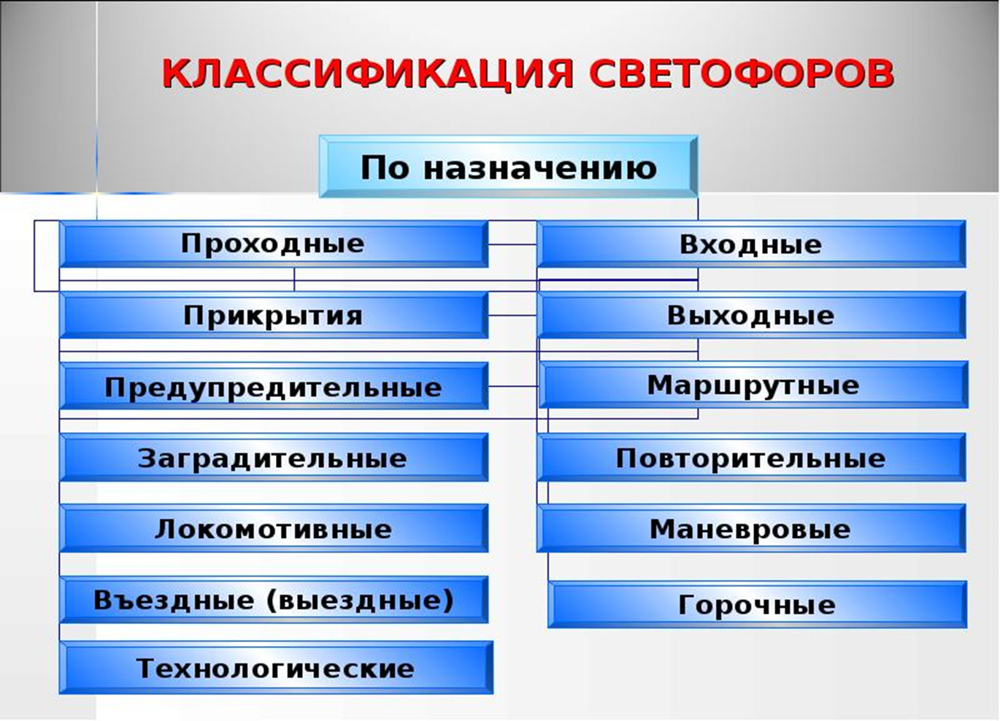 КЛАССИФИКАЦИЯ СВЕТОФОРОВ
По назначению
Проходные
Входные
Прикрытия
Выходные
Предупредительные
Маршрутные
Заградительные
Повторительные
Локомотивные
Маневровые
Въездные (выездные)
Горочные
Технологические